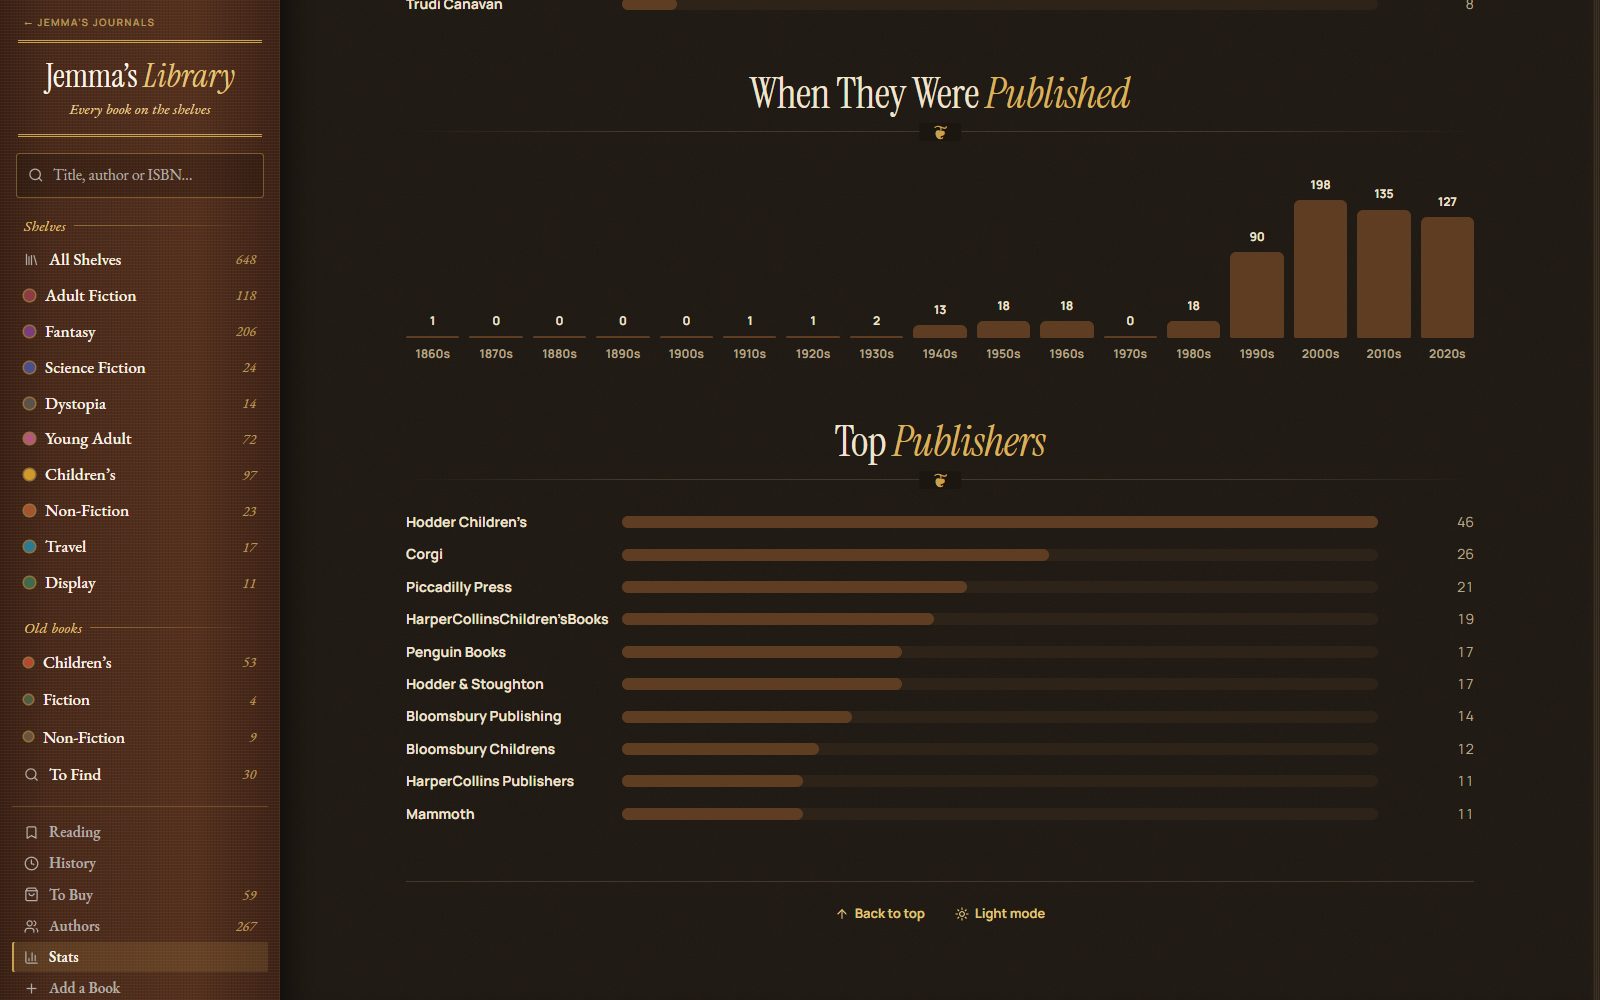 ← JEMMA'S JOURNALS
Jemma's Library
Every book on the shelves
Title, author or ISBN...
Shelves
All Shelves 648
Adult Fiction 118
Fantasy 206
Science Fiction 24
Dystopia 14
Young Adult 72
Children's 97
Non-Fiction 23
Travel 17
Display 11
Old books
Children's 53
Fiction 4
Non-Fiction 9
To Find 30
Reading
History
To Buy 59
Authors 267
Stats
Add a Book
Trudi Canavan 8
When They Were Published
1 0 0 0 0 1 1 2 13 18 18 0 18 90 198 135 127
1860s 1870s 1880s 1890s 1900s 1910s 1920s 1930s 1940s 1950s 1960s 1970s 1980s 1990s 2000s 2010s 2020s
Top Publishers
Hodder Children's 46
Corgi 26
Piccadilly Press 21
HarperCollinsChildren'sBooks 19
Penguin Books 17
Hodder & Stoughton 17
Bloomsbury Publishing 14
Bloomsbury Childrens 12
HarperCollins Publishers 11
Mammoth 11
Back to top
Light mode